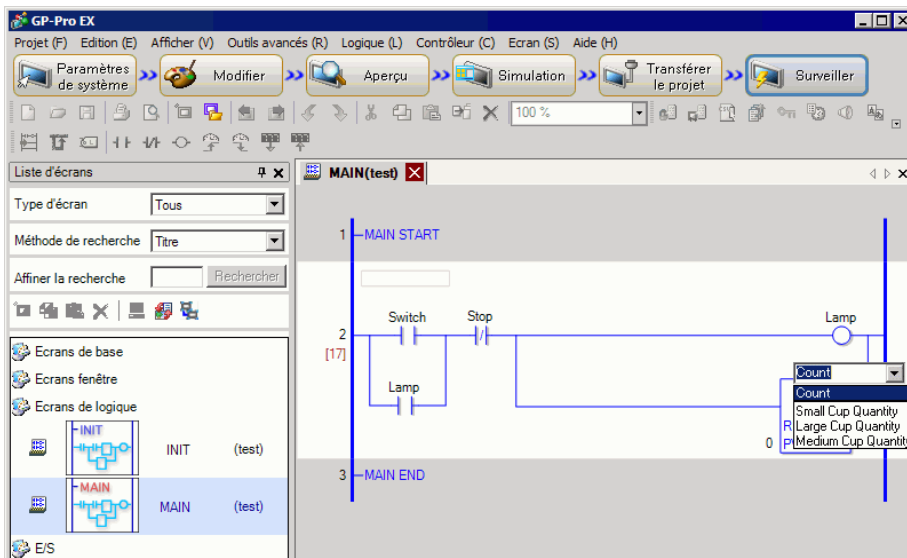 GP-Pro EX
Projet (F) Edition (E) Afficher (V) Outils avancés (R) Logique (L) Contrôleur (C) Ecran (S) Aide (H)
Paramètres de système
Modifier
Aperçu
Simulation
Transférer le projet
Surveiller
100 %
Liste d'écrans
MAIN(test)
Type d'écran Tous
Méthode de recherche Titre
Affiner la recherche Rechercher
Ecrans de base
Ecrans fenêtre
Ecrans de logique
INIT INIT (test)
MAIN MAIN (test)
E/S
1 MAIN START
Switch Stop Lamp
2
[17]
Lamp
Count
Count
Small Cup Quantity
R Large Cup Quantity
0 P Medium Cup Quantity
3 MAIN END